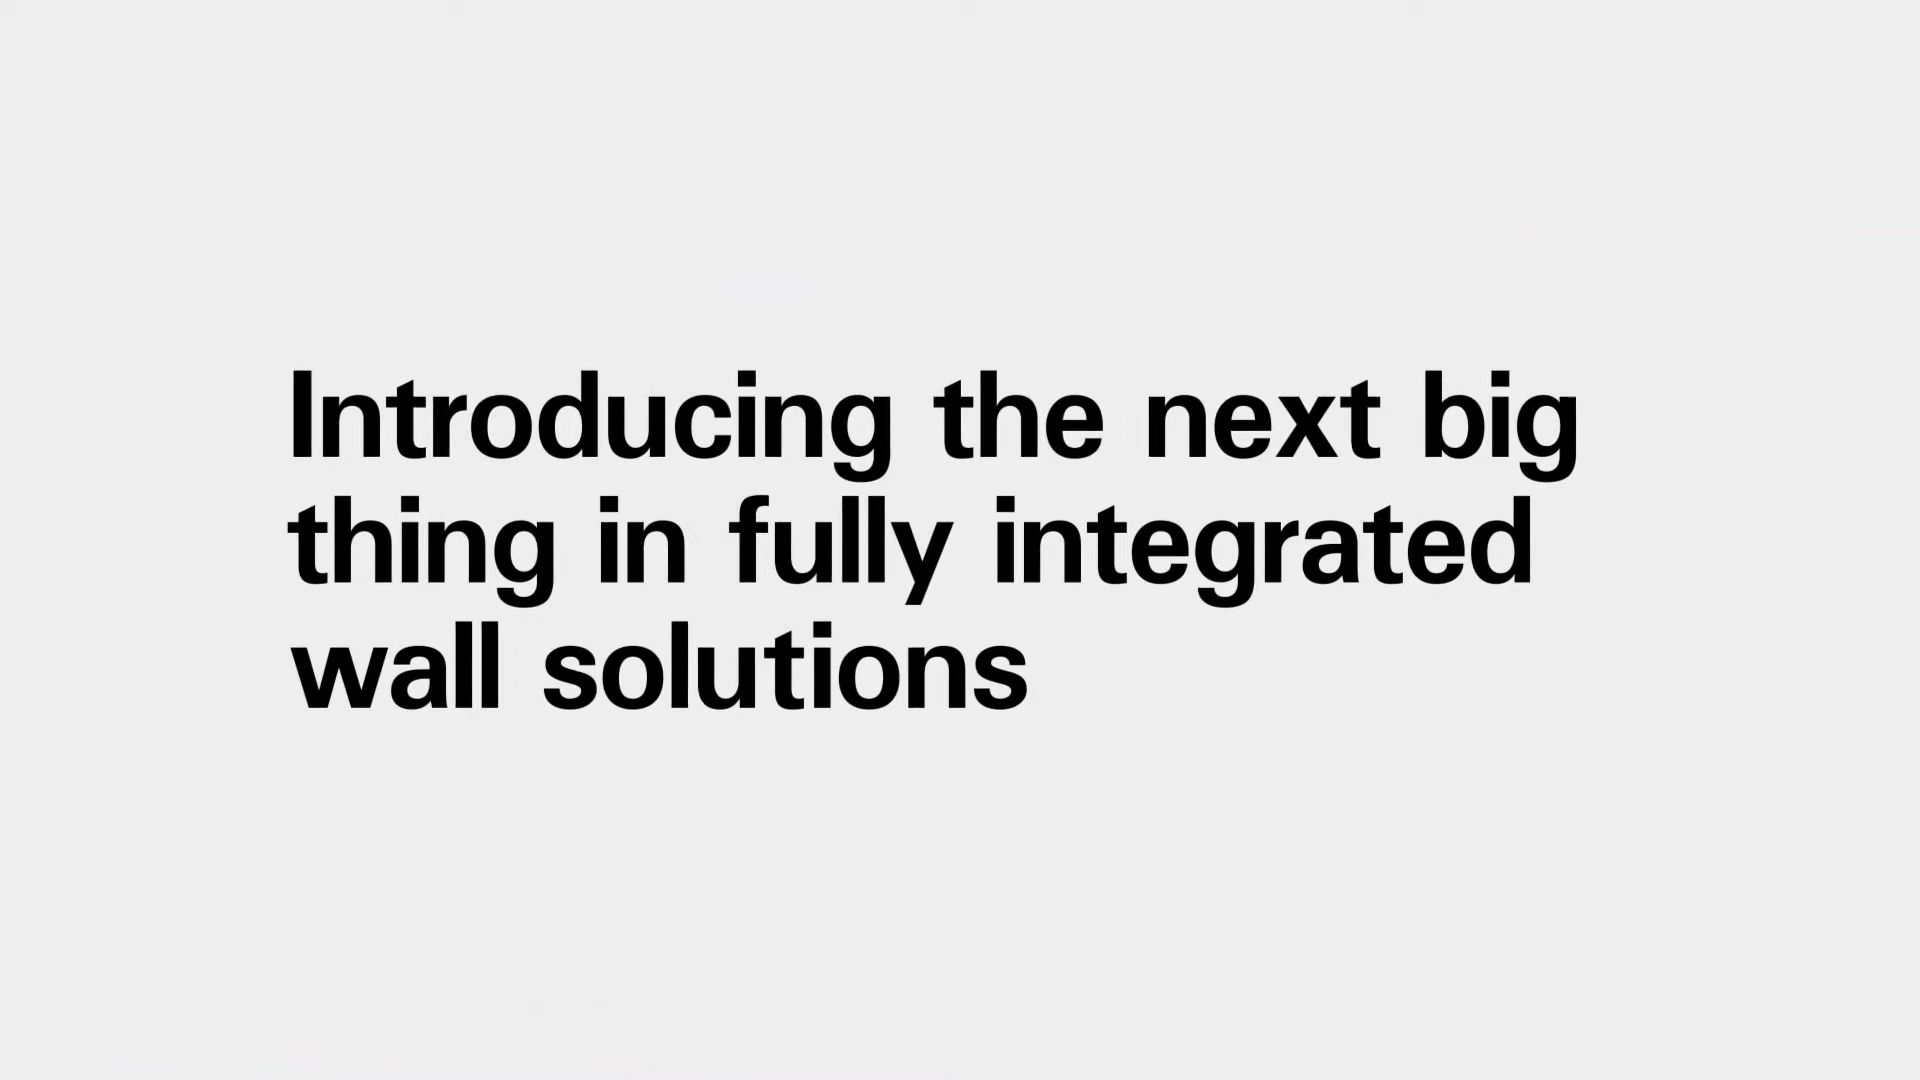 Introducing the next big
thing in fully integrated
wall solutions